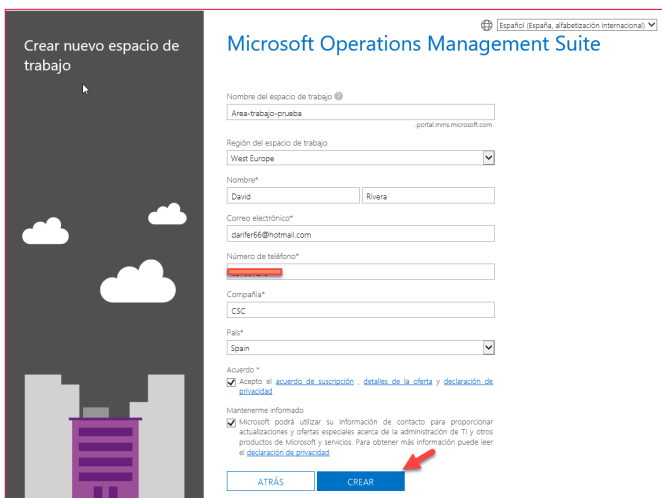 Español (España, alfabetización internacional)
Crear nuevo espacio de
trabajo
Microsoft Operations Management Suite
Nombre del espacio de trabajo
Area-trabajo-prueba
.portal.mms.microsoft.com
Región del espacio de trabajo
West Europe
Nombre*
David Rivera
Correo electrónico*
darifer66@hotmail.com
Número de teléfono*
Compañía*
CSC
País*
Spain
Acuerdo *
Acepto el acuerdo de suscripción , detalles de la oferta y declaración de
privacidad
Mantenerme informado
Microsoft podrá utilizar su información de contacto para proporcionar
actualizaciones y ofertas especiales acerca de la administración de TI y otros
productos de Microsoft y servicios. Para obtener más información puede leer
el declaración de privacidad
ATRÁS CREAR